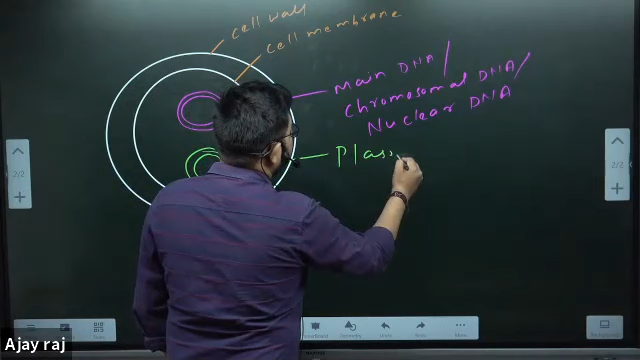 cell wall
cell membrane
Main DNA /
Chromosomal DNA /
Nuclear DNA
Plas
2/2
2/2
Ajay raj